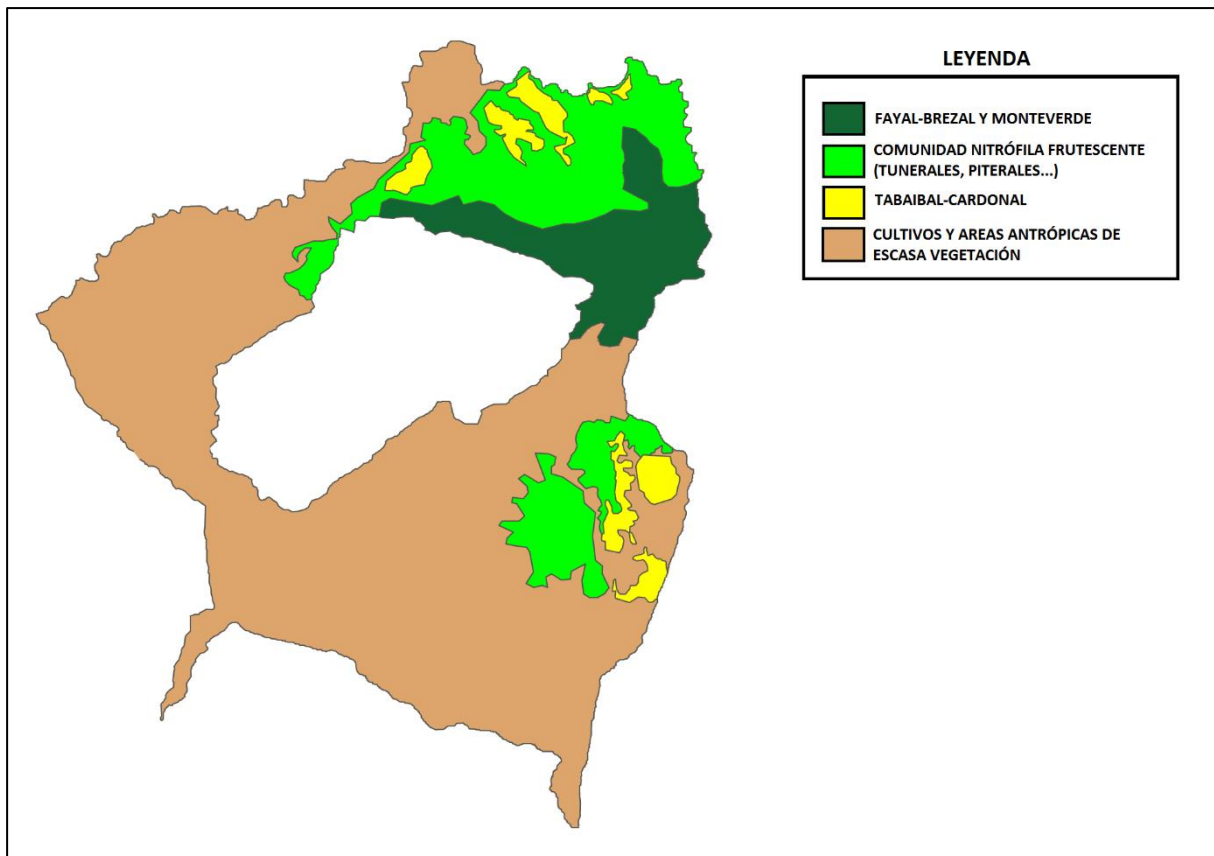 LEYENDA
FAYAL-BREZAL Y MONTEVERDE
COMUNIDAD NITRÓFILA FRUTESCENTE
(TUNERALES, PITERALES...)
TABAIBAL-CARDONAL
CULTIVOS Y AREAS ANTRÓPICAS DE
ESCASA VEGETACIÓN